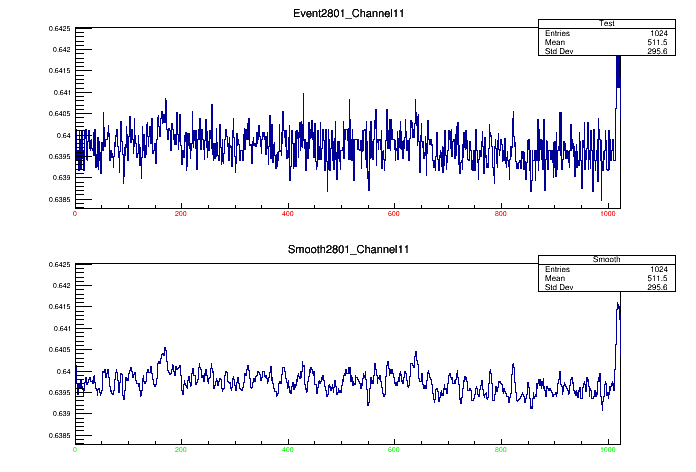 Event2801_Channel11
Test
Entries 1024
Mean 511.5
Std Dev 295.6
0.6425
0.642
0.6415
0.641
0.6405
0.64
0.6395
0.639
0.6385
0 200 400 600 800 1000
Smooth2801_Channel11
Smooth
Entries 1024
Mean 511.5
Std Dev 295.6
0.6425
0.642
0.6415
0.641
0.6405
0.64
0.6395
0.639
0.6385
0 200 400 600 800 1000